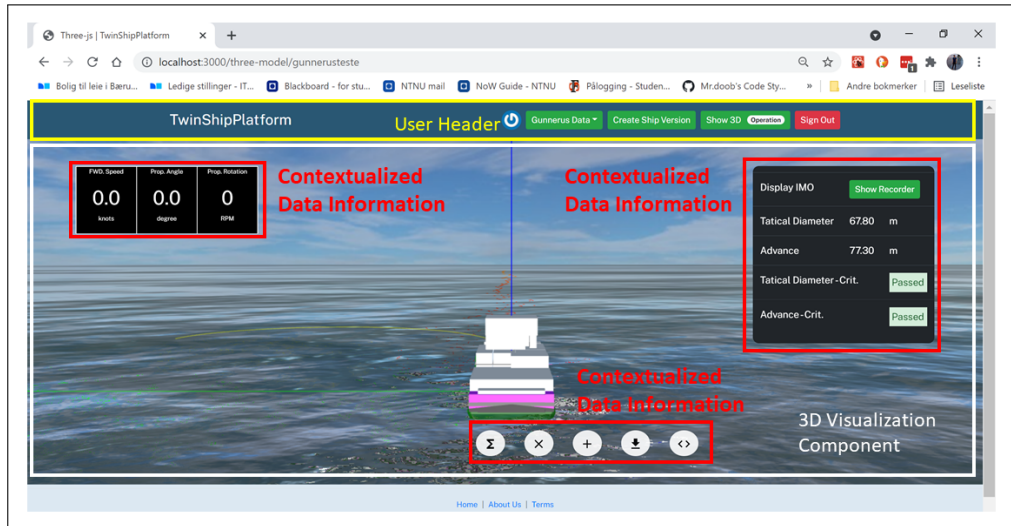 Three-js | TwinShipPlatform
localhost:3000/three-model/gunnerusteste
Bolig til leie i Bæru... Ledige stillinger - IT... Blackboard - for stu... NTNU mail NoW Guide - NTNU Pålogging - Studen... Mr.doob's Code Sty... » Andre bokmerker Leseliste
TwinShipPlatform User Header Gunnerus Data Create Ship Version Show 3D Operation Sign Out
FWD. Speed Prop. Angle Prop. Rotation
0.0 0.0 0
knots degree RPM
Contextualized
Data Information
Contextualized
Data Information
Display IMO Show Recorder
Tatical Diameter 67.80 m
Advance 77.30 m
Tatical Diameter-Crit. Passed
Advance-Crit. Passed
Contextualized
Data Information
3D Visualization
Component
Σ × + <>
Home | About Us | Terms